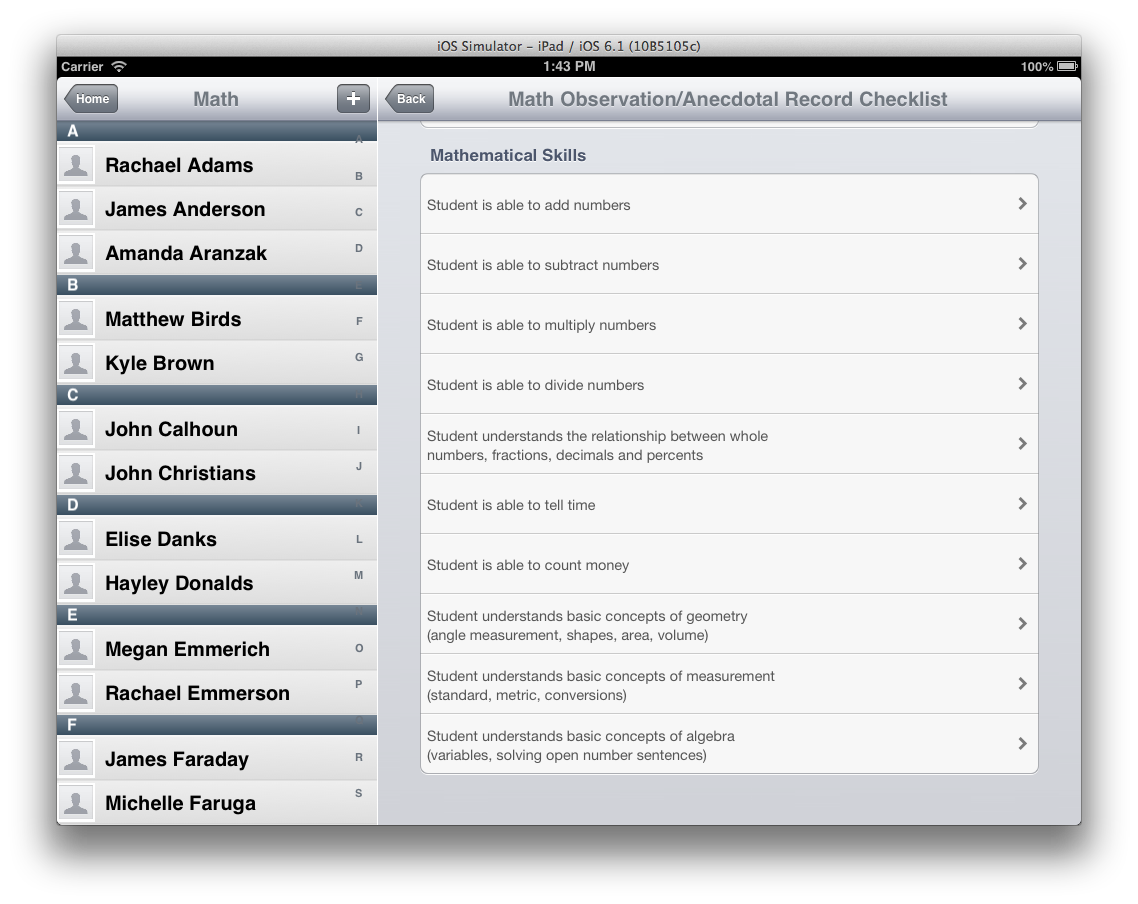 iOS Simulator – iPad / iOS 6.1 (10B5105c)
Carrier 1:43 PM 100%
Home Math +
A
Rachael Adams
James Anderson
Amanda Aranzak
B
Matthew Birds
Kyle Brown
C
John Calhoun
John Christians
D
Elise Danks
Hayley Donalds
E
Megan Emmerich
Rachael Emmerson
F
James Faraday
Michelle Faruga
A
B
C
D
F
G
I
J
L
M
O
P
R
S
Back Math Observation/Anecdotal Record Checklist
Mathematical Skills
Student is able to add numbers
Student is able to subtract numbers
Student is able to multiply numbers
Student is able to divide numbers
Student understands the relationship between whole
numbers, fractions, decimals and percents
Student is able to tell time
Student is able to count money
Student understands basic concepts of geometry
(angle measurement, shapes, area, volume)
Student understands basic concepts of measurement
(standard, metric, conversions)
Student understands basic concepts of algebra
(variables, solving open number sentences)